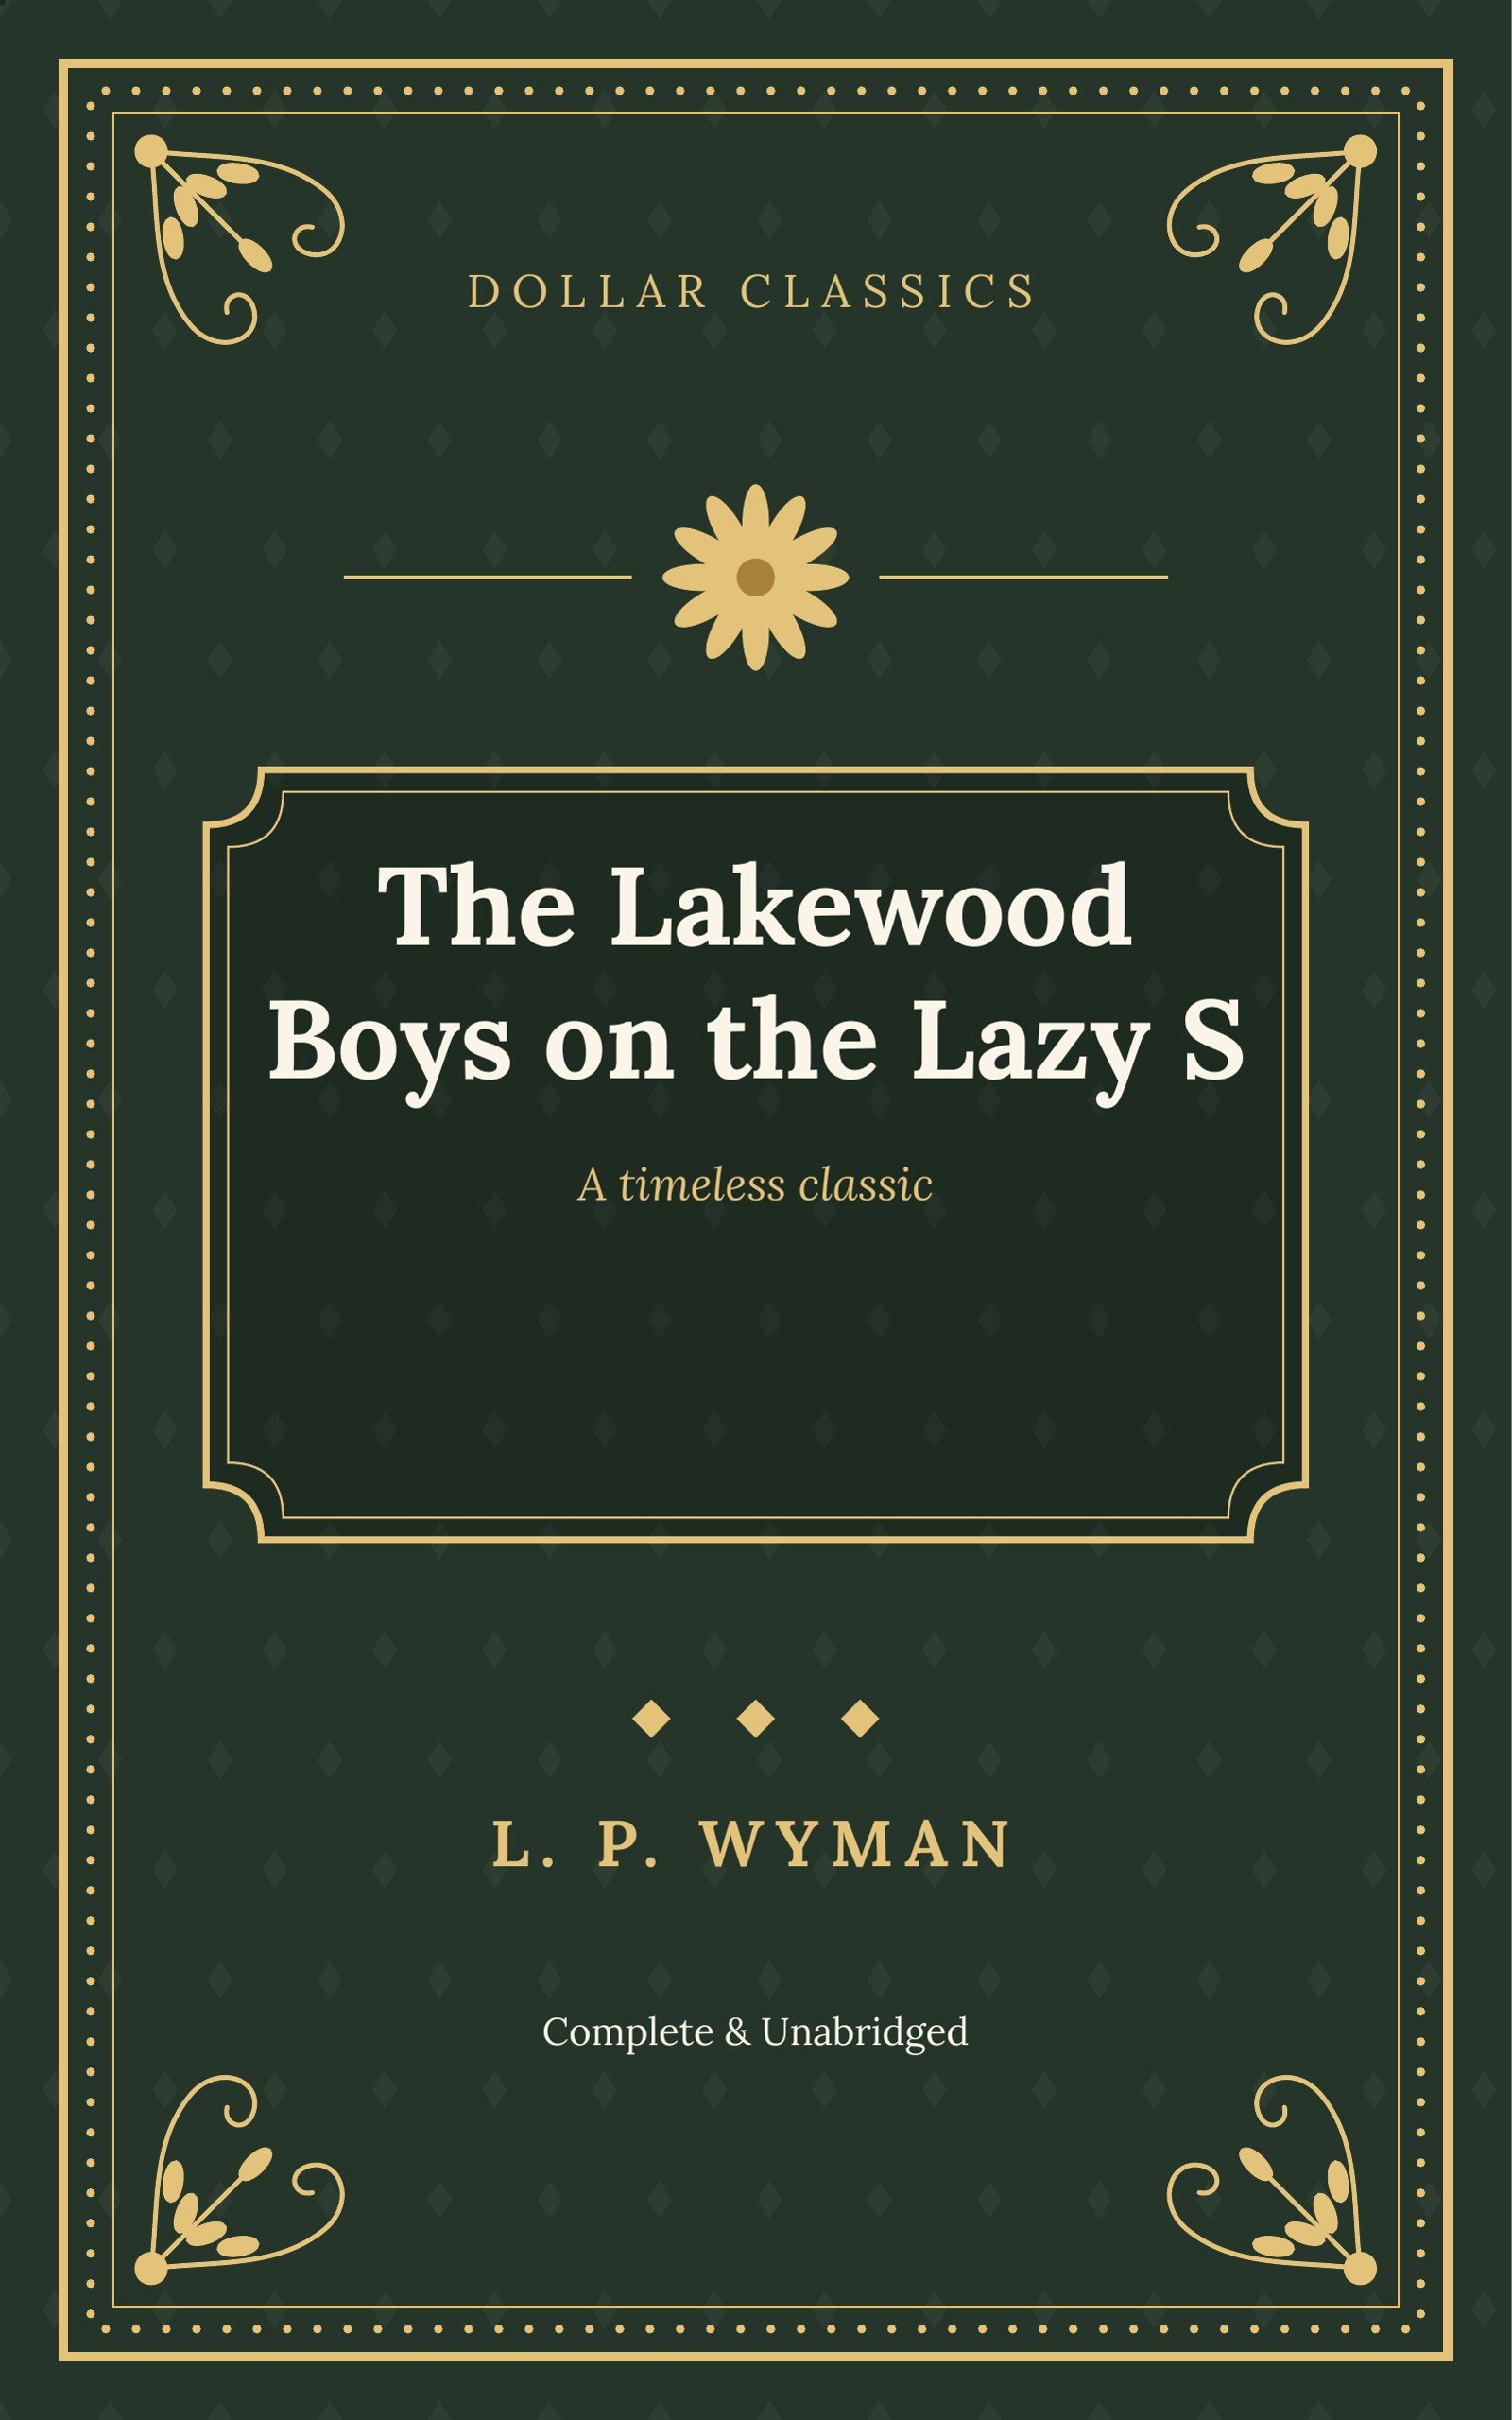 DOLLAR CLASSICS
The Lakewood
Boys on the Lazy S
A timeless classic
L. P. WYMAN
Complete & Unabridged